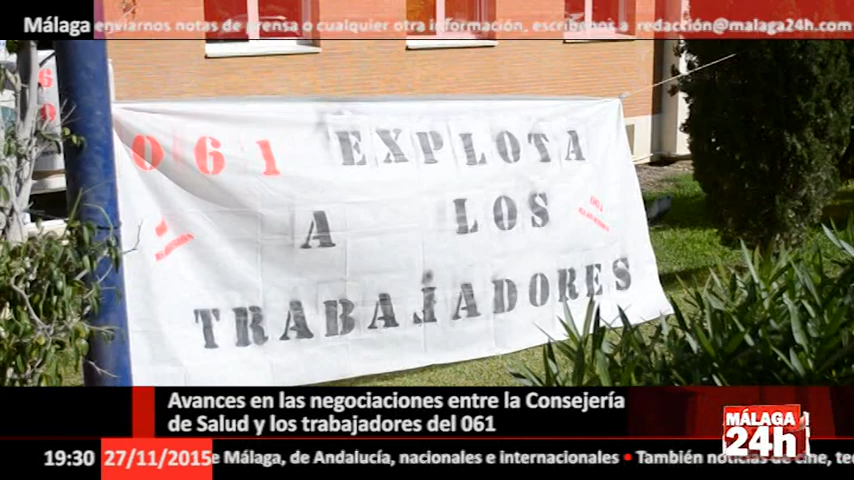 Málaga enviarnos notas de prensa o cualquier otra información, escríbenos a redacción@malaga24h.com
061 EXPLOTA
A LOS
TRABAJADORES
061
Avances en las negociaciones entre la Consejería
de Salud y los trabajadores del 061
MÁLAGA
24h
19:30 27/11/2015 e Málaga, de Andalucía, nacionales e internacionales • También noticias de cine, tec